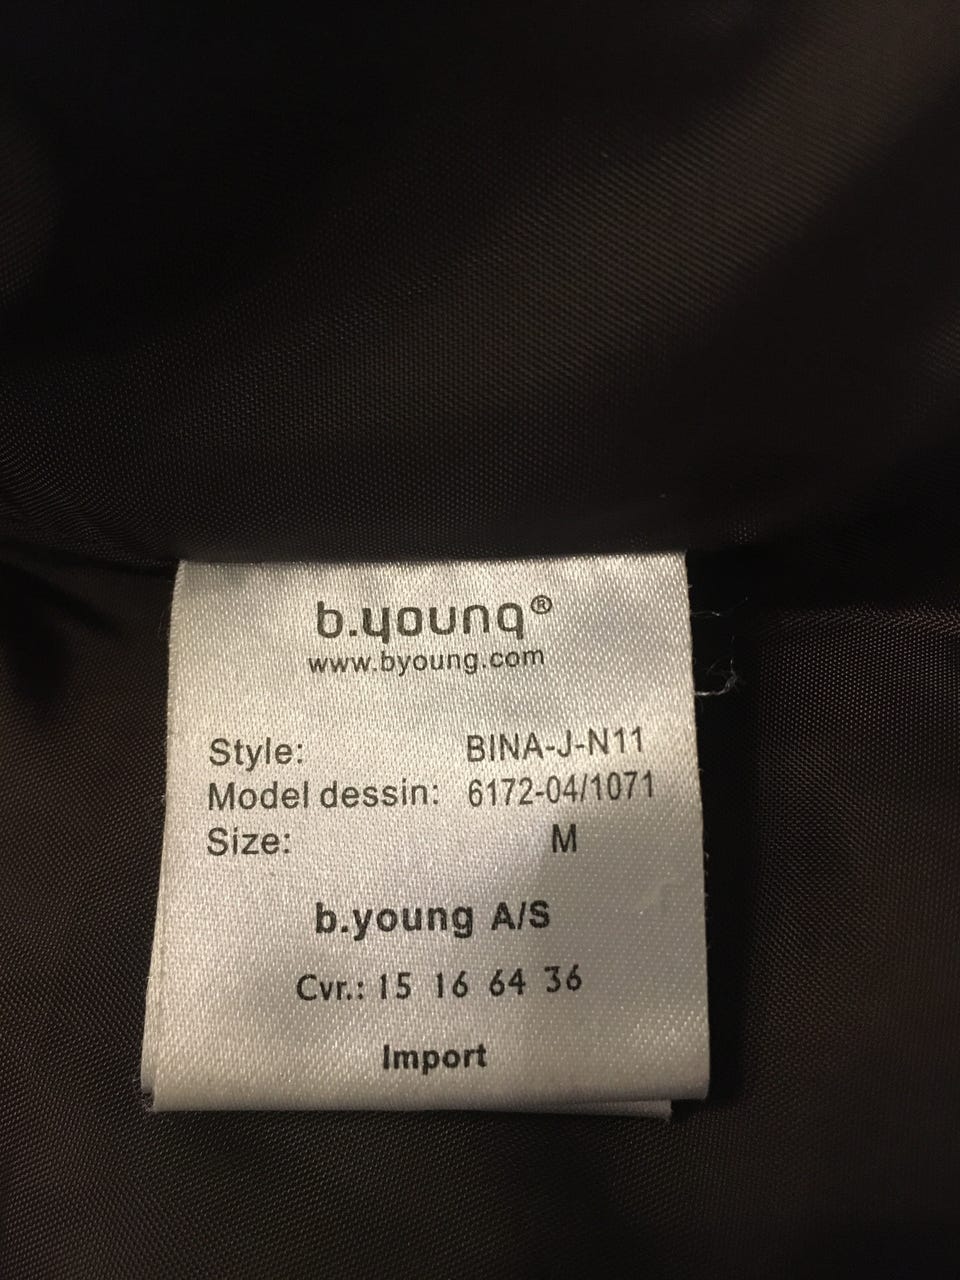 b.young®
www.byoung.com
Style: BINA-J-N11
Model dessin: 6172-04/1071
Size: M
b.young A/S
Cvr.: 15 16 64 36
Import